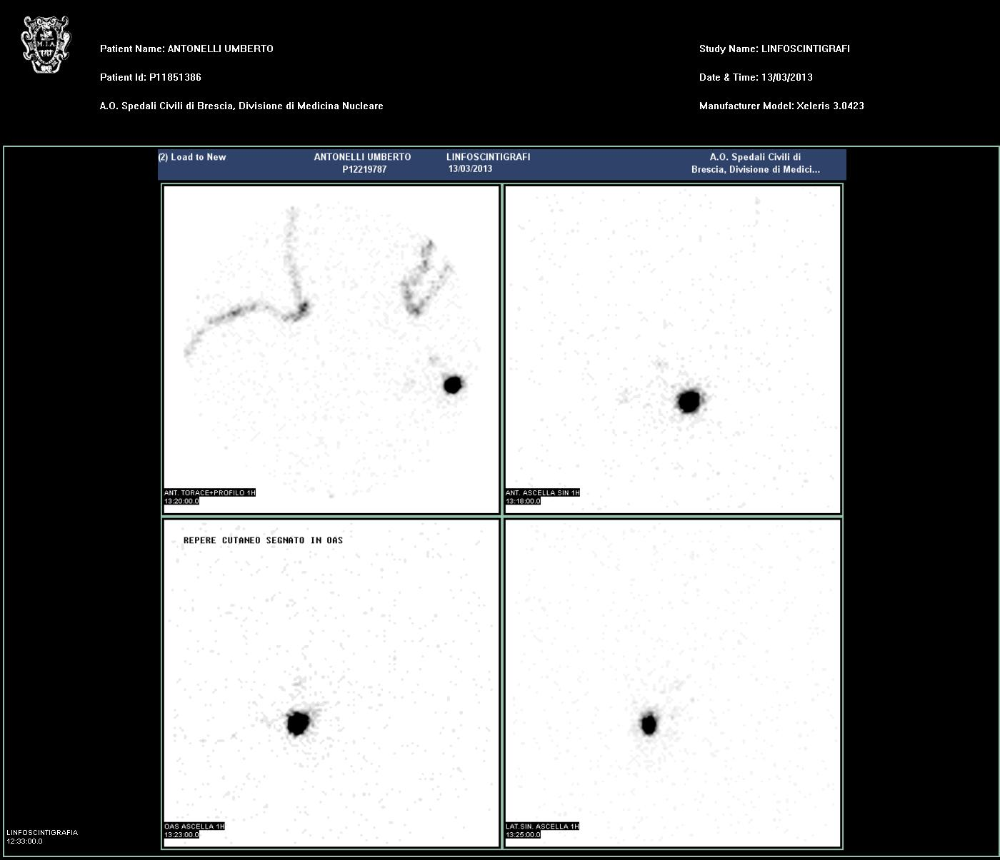 M.I.A.
Patient Name: ANTONELLI UMBERTO
Study Name: LINFOSCINTIGRAFI
Patient Id: P11851386
Date & Time: 13/03/2013
A.O. Spedali Civili di Brescia, Divisione di Medicina Nucleare
Manufacturer Model: Xeleris 3.0423
(2) Load to New
ANTONELLI UMBERTO
P12219787
LINFOSCINTIGRAFI
13/03/2013
A.O. Spedali Civili di
Brescia, Divisione di Medici...
ANT. TORACE+PROFILO 1H
13:20:00.0
ANT. ASCELLA SIN 1H
13:18:00.0
REPERE CUTANEO SEGNATO IN OAS
OAS ASCELLA 1H
13:23:00.0
LAT.SIN. ASCELLA 1H
13:25:00.0
LINFOSCINTIGRAFIA
12:33:00.0